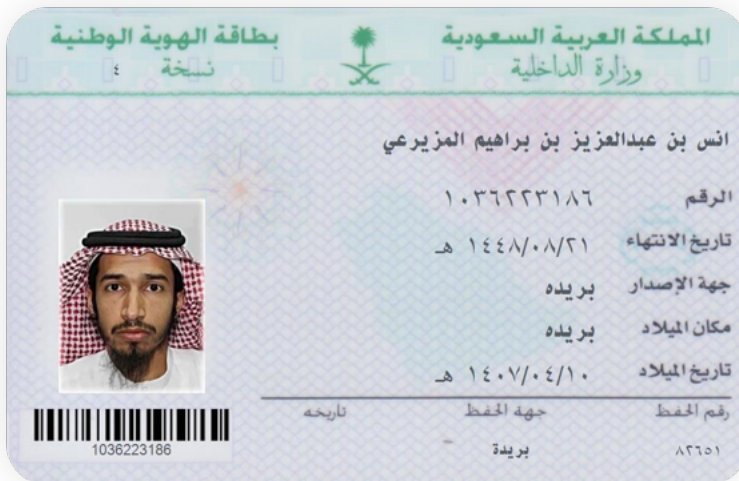 المملكة العربية السعودية
وزارة الداخلية
بطاقة الهوية الوطنية
نسخة ٤
انس بن عبدالعزيز بن براهيم المزيرعي
الرقم ١٠٣٦٢٢٣١٨٦
تاريخ الانتهاء ١٤٤٨/٠٨/٢١ هـ
جهة الإصدار بريده
مكان الميلاد بريده
تاريخ الميلاد ١٤٠٧/٠٤/١٠ هـ
رقم الحفظ جهة الحفظ تاريخه
٨٢٦٥١ بريدة
1036223186